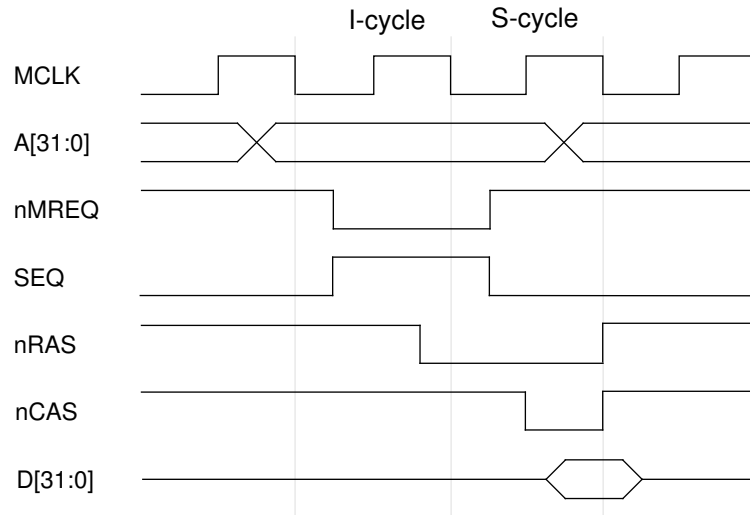 I-cycle S-cycle
MCLK
A[31:0]
nMREQ
SEQ
nRAS
nCAS
D[31:0]